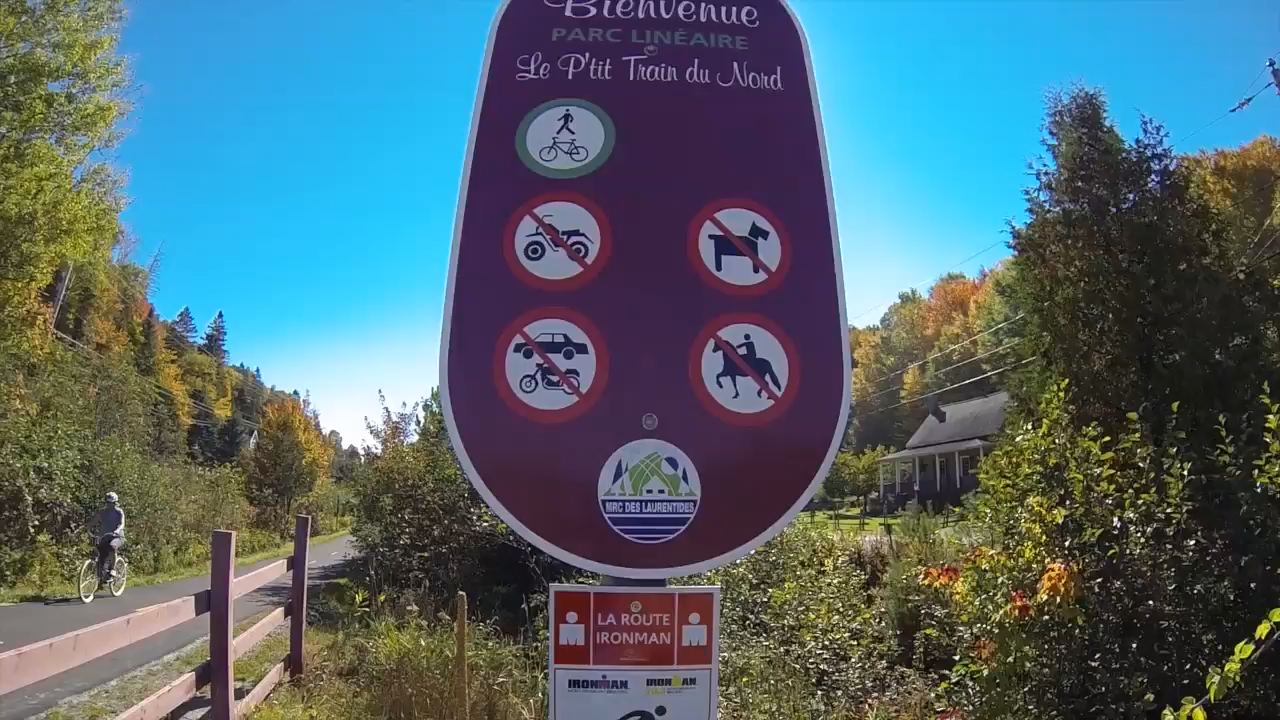 Bienvenue
PARC LINÉAIRE
Le P'tit Train du Nord
MRC DES LAURENTIDES
LA ROUTE
IRONMAN
IRONMAN
IRONMAN